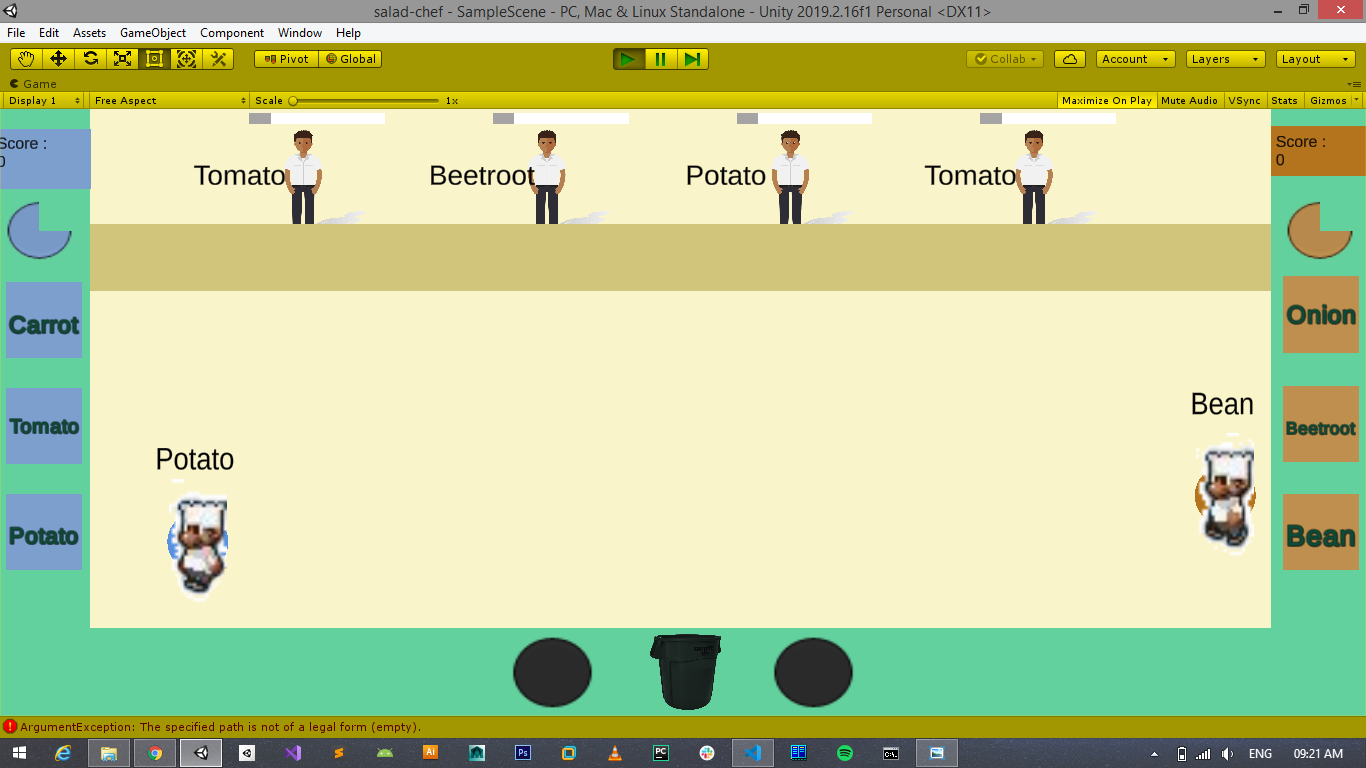 salad-chef - SampleScene - PC, Mac & Linux Standalone - Unity 2019.2.16f1 Personal <DX11>
File Edit Assets GameObject Component Window Help
Pivot Global Collab Account Layers Layout
Game
Display 1 Free Aspect Scale 1x Maximize On Play Mute Audio VSync Stats Gizmos
Score :
0
Tomato Beetroot Potato Tomato
Score :
0
Carrot
Tomato
Potato
Potato
Bean
Onion
Beetroot
Bean
ArgumentException: The specified path is not of a legal form (empty).
Ai Ps PC ENG 09:21 AM